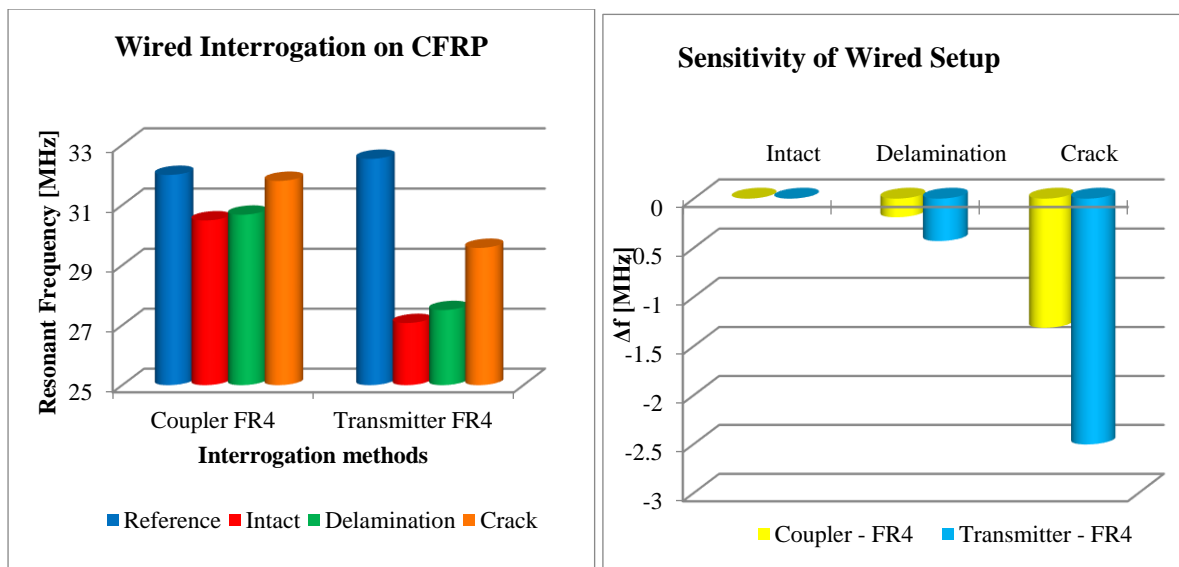 Wired Interrogation on CFRP
Resonant Frequency [MHz]
33
31
29
27
25
Coupler FR4
Transmitter FR4
Interrogation methods
Reference
Intact
Delamination
Crack
Sensitivity of Wired Setup
Intact
Delamination
Crack
Δf [MHz]
0
-0.5
-1
-1.5
-2
-2.5
-3
Coupler - FR4
Transmitter - FR4